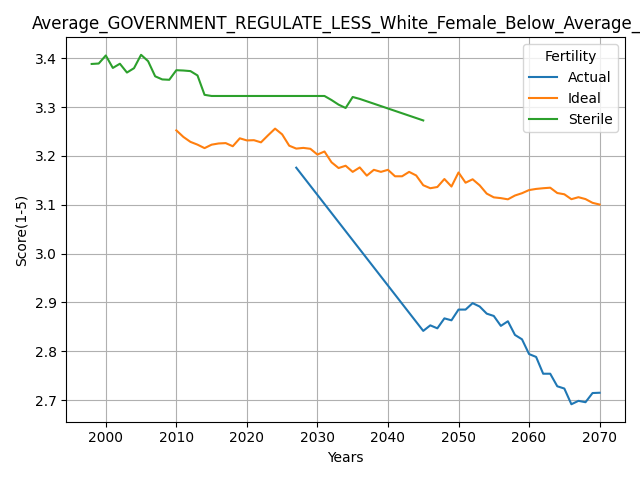 Average_GOVERNMENT_REGULATE_LESS_White_Female_Below_Average_
Fertility
Actual
Ideal
Sterile
Score(1-5)
3.4
3.3
3.2
3.1
3.0
2.9
2.8
2.7
2000 2010 2020 2030 2040 2050 2060 2070
Years